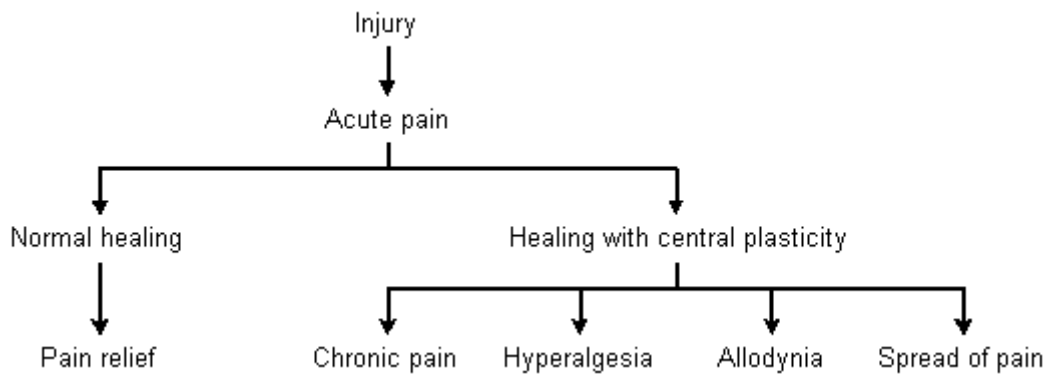 Injury
Acute pain
Normal healing
Healing with central plasticity
Pain relief
Chronic pain
Hyperalgesia
Allodynia
Spread of pain